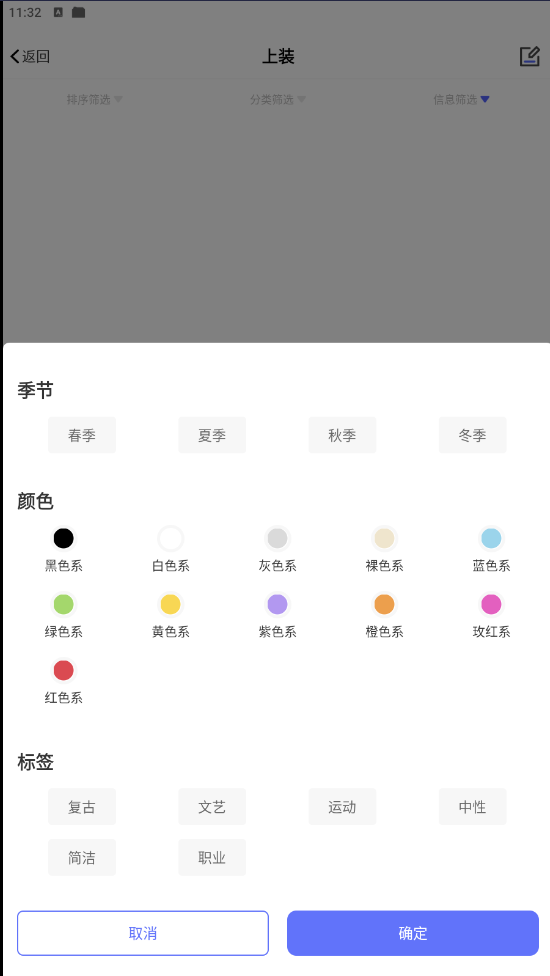 11:32 A
返回 上装
排序筛选 分类筛选 信息筛选
季节
春季 夏季 秋季 冬季
颜色
黑色系 白色系 灰色系 裸色系 蓝色系
绿色系 黄色系 紫色系 橙色系 玫红系
红色系
标签
复古 文艺 运动 中性
简洁 职业
取消 确定